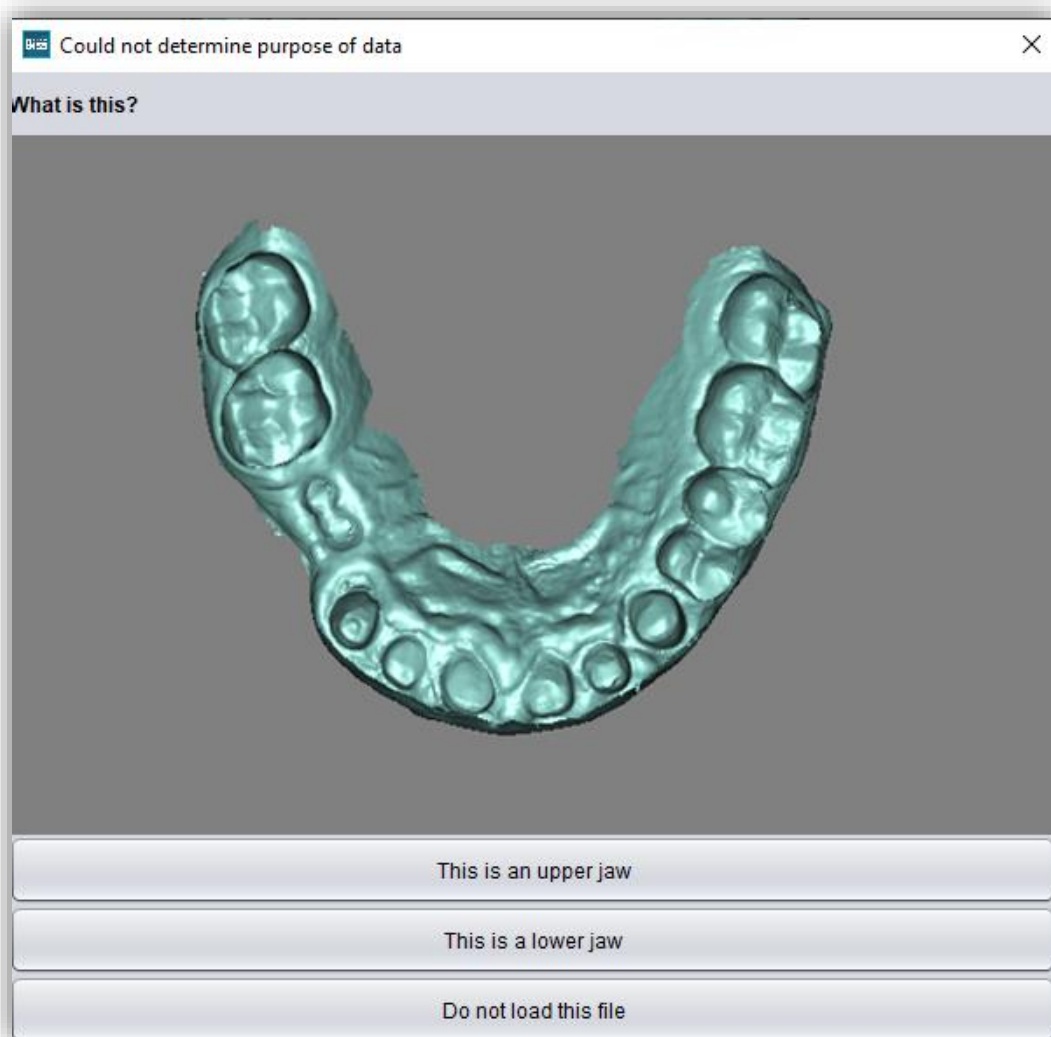 Could not determine purpose of data
What is this?
This is an upper jaw
This is a lower jaw
Do not load this file